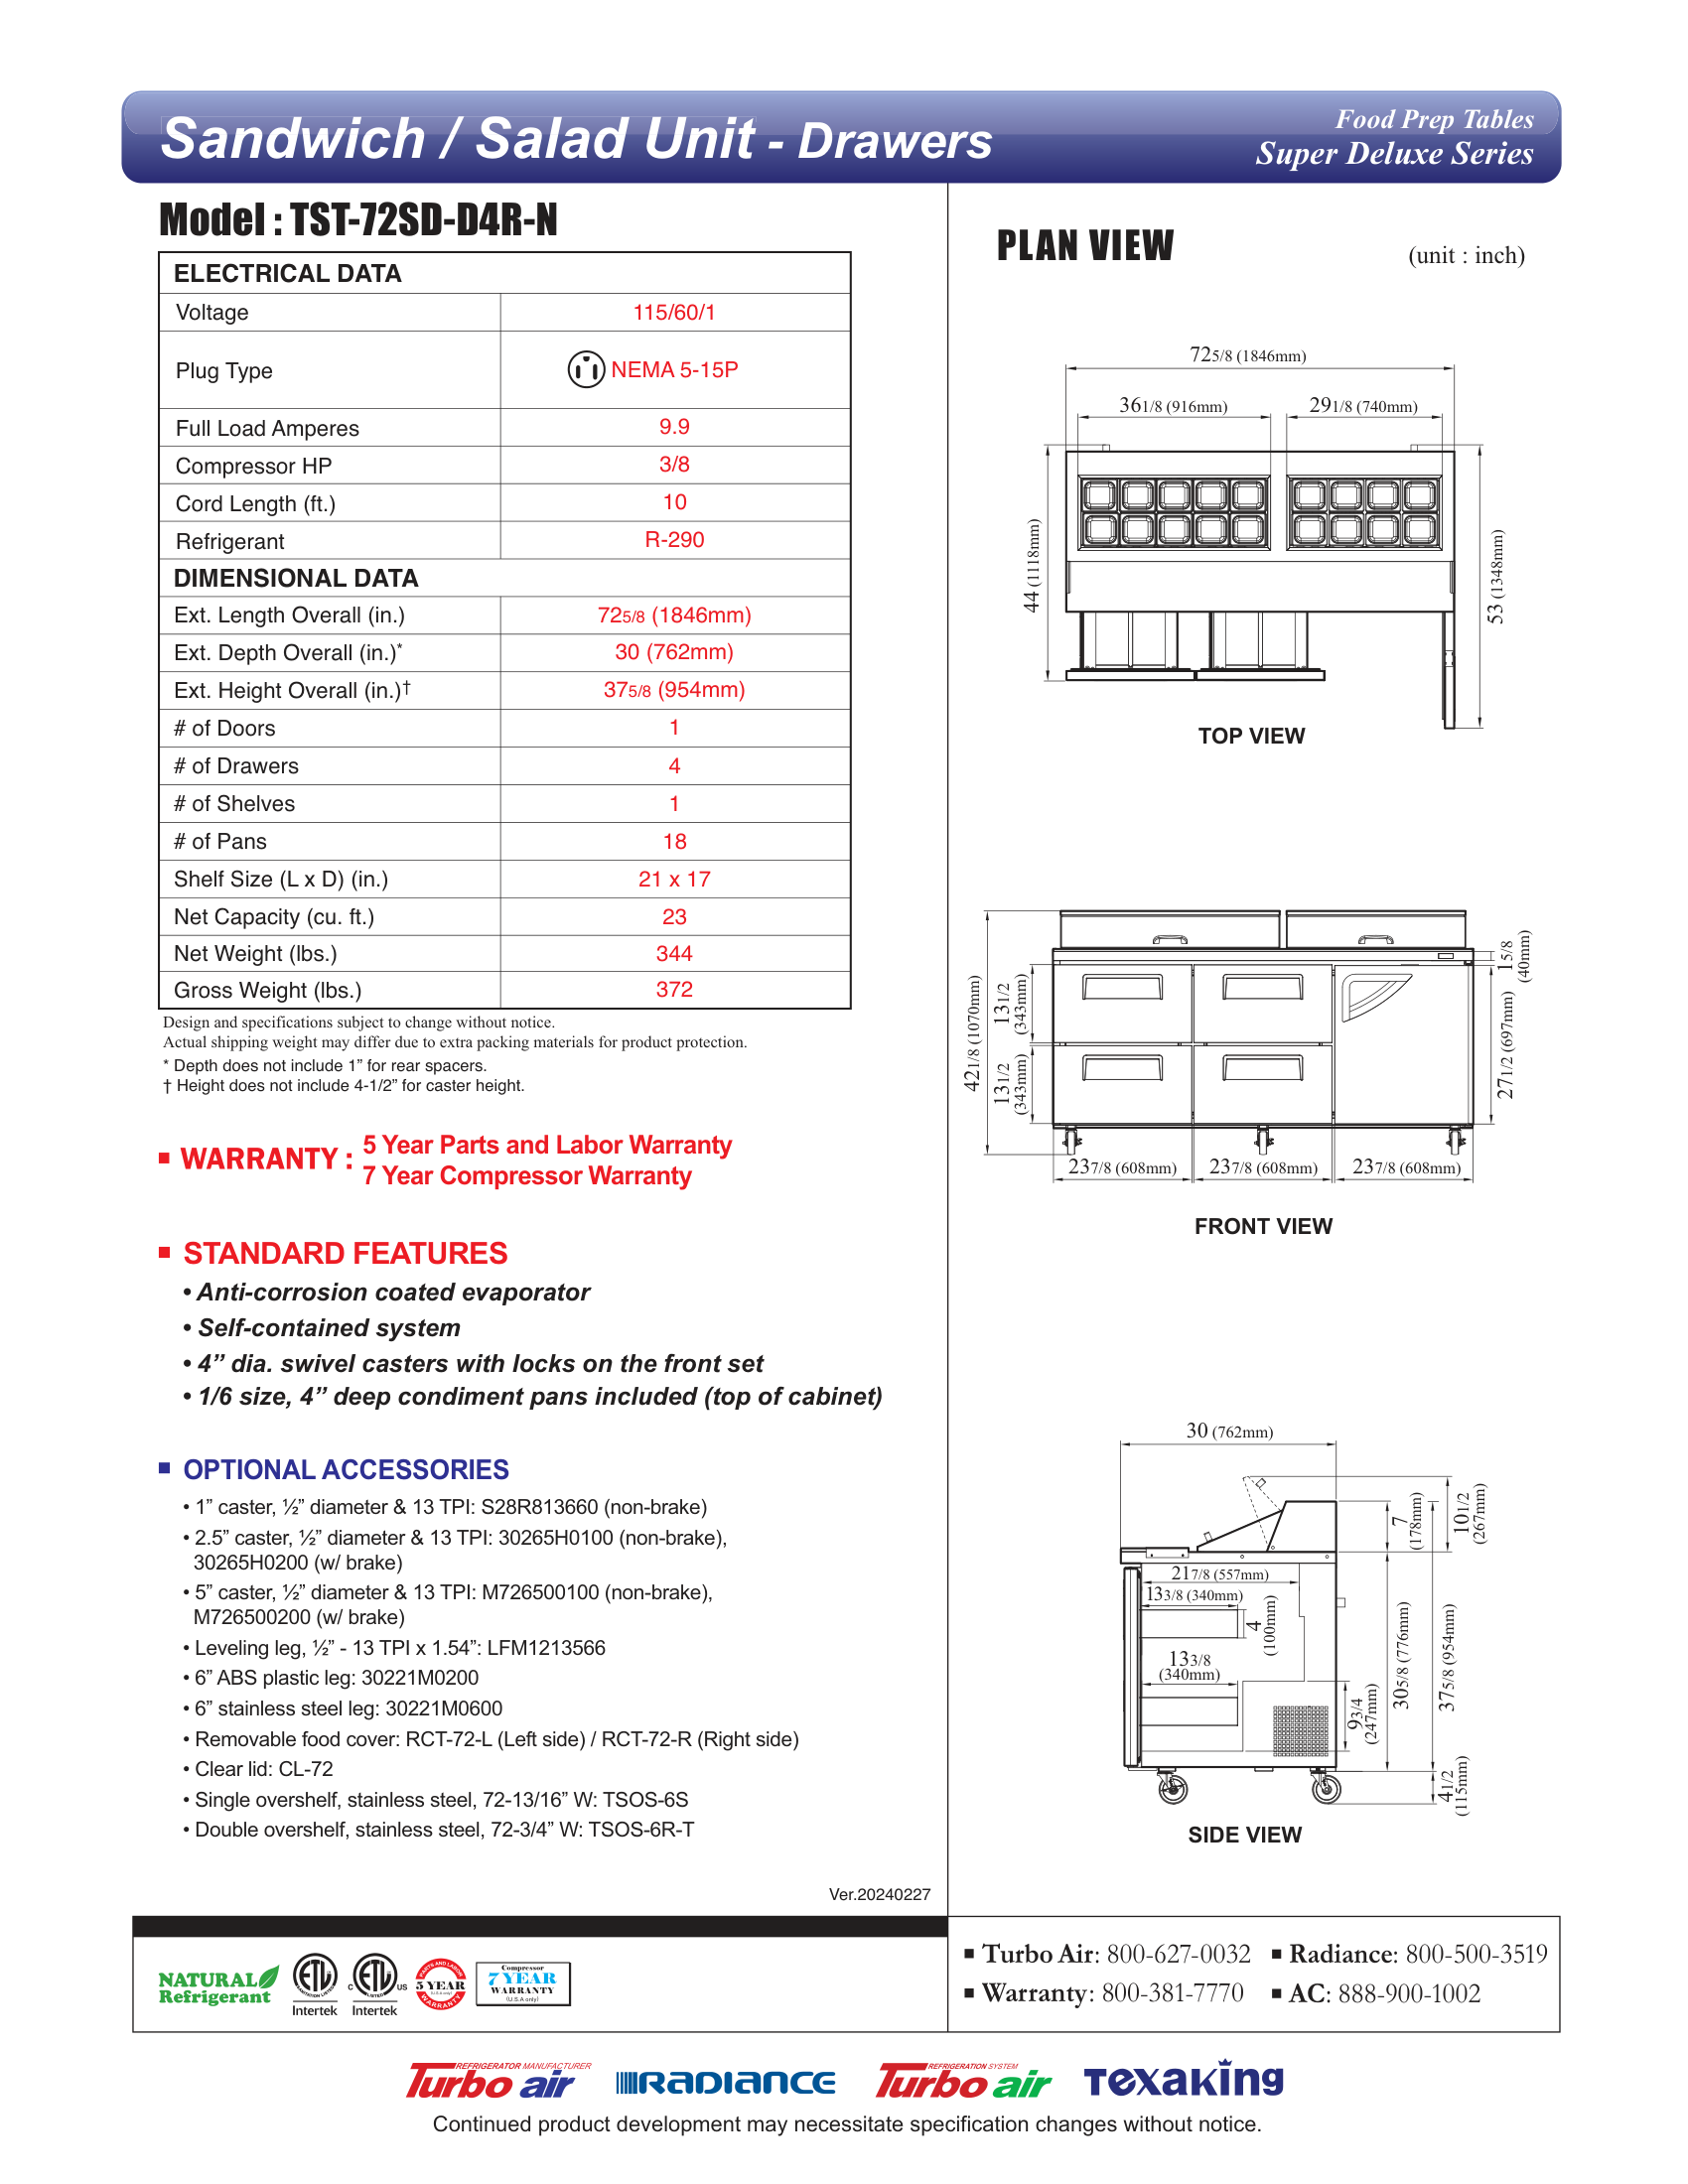 Sandwich / Salad Unit - Drawers
Food Prep Tables
Super Deluxe Series
Model : TST-72SD-D4R-N
ELECTRICAL DATA
Voltage 115/60/1
Plug Type NEMA 5-15P
Full Load Amperes 9.9
Compressor HP 3/8
Cord Length (ft.) 10
Refrigerant R-290
DIMENSIONAL DATA
Ext. Length Overall (in.) 72 5/8 (1846mm)
Ext. Depth Overall (in.)* 30 (762mm)
Ext. Height Overall (in.)† 37 5/8 (954mm)
# of Doors 1
# of Drawers 4
# of Shelves 1
# of Pans 18
Shelf Size (L x D) (in.) 21 x 17
Net Capacity (cu. ft.) 23
Net Weight (lbs.) 344
Gross Weight (lbs.) 372
Design and specifications subject to change without notice.
Actual shipping weight may differ due to extra packing materials for product protection.
* Depth does not include 1” for rear spacers.
† Height does not include 4-1/2” for caster height.
WARRANTY : 5 Year Parts and Labor Warranty
7 Year Compressor Warranty
STANDARD FEATURES
• Anti-corrosion coated evaporator
• Self-contained system
• 4” dia. swivel casters with locks on the front set
• 1/6 size, 4” deep condiment pans included (top of cabinet)
OPTIONAL ACCESSORIES
• 1” caster, ½” diameter & 13 TPI: S28R813660 (non-brake)
• 2.5” caster, ½” diameter & 13 TPI: 30265H0100 (non-brake),
30265H0200 (w/ brake)
• 5” caster, ½” diameter & 13 TPI: M726500100 (non-brake),
M726500200 (w/ brake)
• Leveling leg, ½” - 13 TPI x 1.54”: LFM1213566
• 6” ABS plastic leg: 30221M0200
• 6” stainless steel leg: 30221M0600
• Removable food cover: RCT-72-L (Left side) / RCT-72-R (Right side)
• Clear lid: CL-72
• Single overshelf, stainless steel, 72-13/16” W: TSOS-6S
• Double overshelf, stainless steel, 72-3/4” W: TSOS-6R-T
Ver.20240227
PLAN VIEW
(unit : inch)
72 5/8 (1846mm)
36 1/8 (916mm)
29 1/8 (740mm)
44 (1118mm)
53 (1348mm)
TOP VIEW
42 1/8 (1070mm)
13 1/2
(343mm)
13 1/2
(343mm)
1 5/8
(40mm)
27 1/2 (697mm)
23 7/8 (608mm)
23 7/8 (608mm)
23 7/8 (608mm)
FRONT VIEW
30 (762mm)
7
(178mm)
10 1/2
(267mm)
21 7/8 (557mm)
13 3/8 (340mm)
4
(100mm)
13 3/8
(340mm)
9 3/4
(247mm)
30 5/8 (776mm)
37 5/8 (954mm)
4 1/2
(115mm)
SIDE VIEW
NATURAL
Refrigerant
ETL
Intertek
C ETL US
LISTED
Intertek
PARTS AND LABOR
5 YEAR
(U.S.A only)
WARRANTY
Compressor
7 YEAR
WARRANTY
(U.S.A only)
Turbo Air: 800-627-0032
Radiance: 800-500-3519
Warranty: 800-381-7770
AC: 888-900-1002
REFRIGERATOR MANUFACTURER
Turbo air
RADIANCE
REFRIGERATION SYSTEM
Turbo air
TEXAKING
Continued product development may necessitate specification changes without notice.